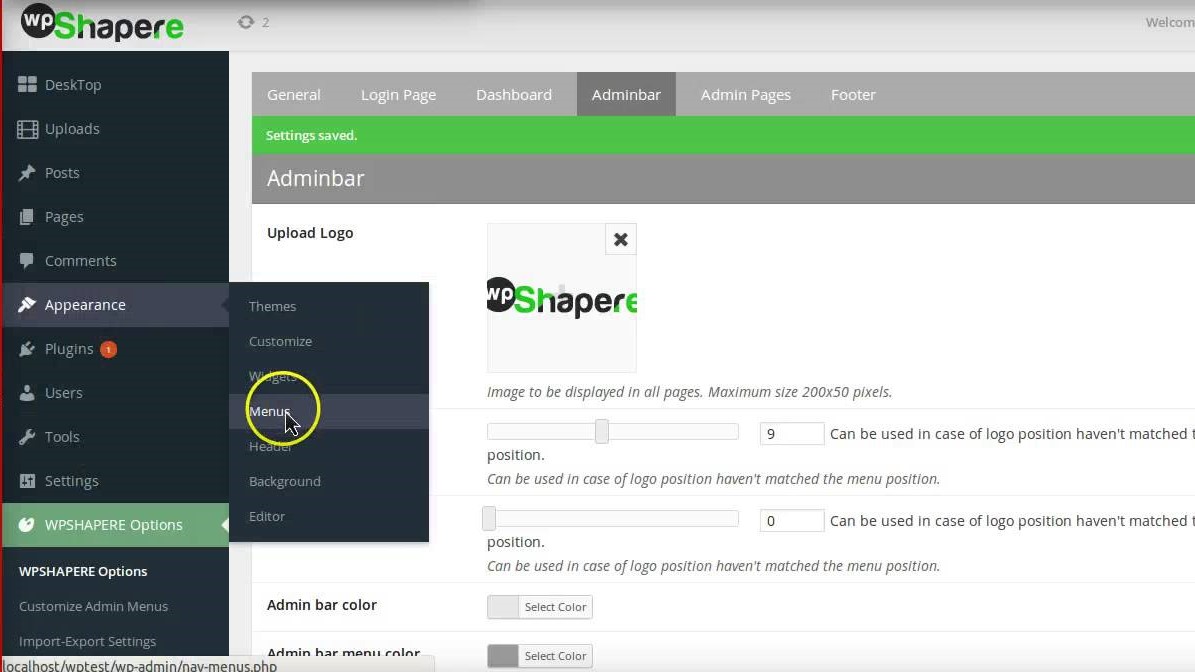 wpShapere
2
Welcom
DeskTop
Uploads
Posts
Pages
Comments
Appearance
Plugins 1
Users
Tools
Settings
WPSHAPERE Options
WPSHAPERE Options
Customize Admin Menus
Import-Export Settings
localhost/wptest/wp-admin/nav-menus.php
Themes
Customize
Widgets
Menus
Header
Background
Editor
General Login Page Dashboard Adminbar Admin Pages Footer
Settings saved.
Adminbar
Upload Logo
wpShapere
Image to be displayed in all pages. Maximum size 200x50 pixels.
9 Can be used in case of logo position haven't matched t
position.
Can be used in case of logo position haven't matched the menu position.
0 Can be used in case of logo position haven't matched t
position.
Can be used in case of logo position haven't matched the menu position.
Admin bar color Select Color
Admin bar menu color Select Color